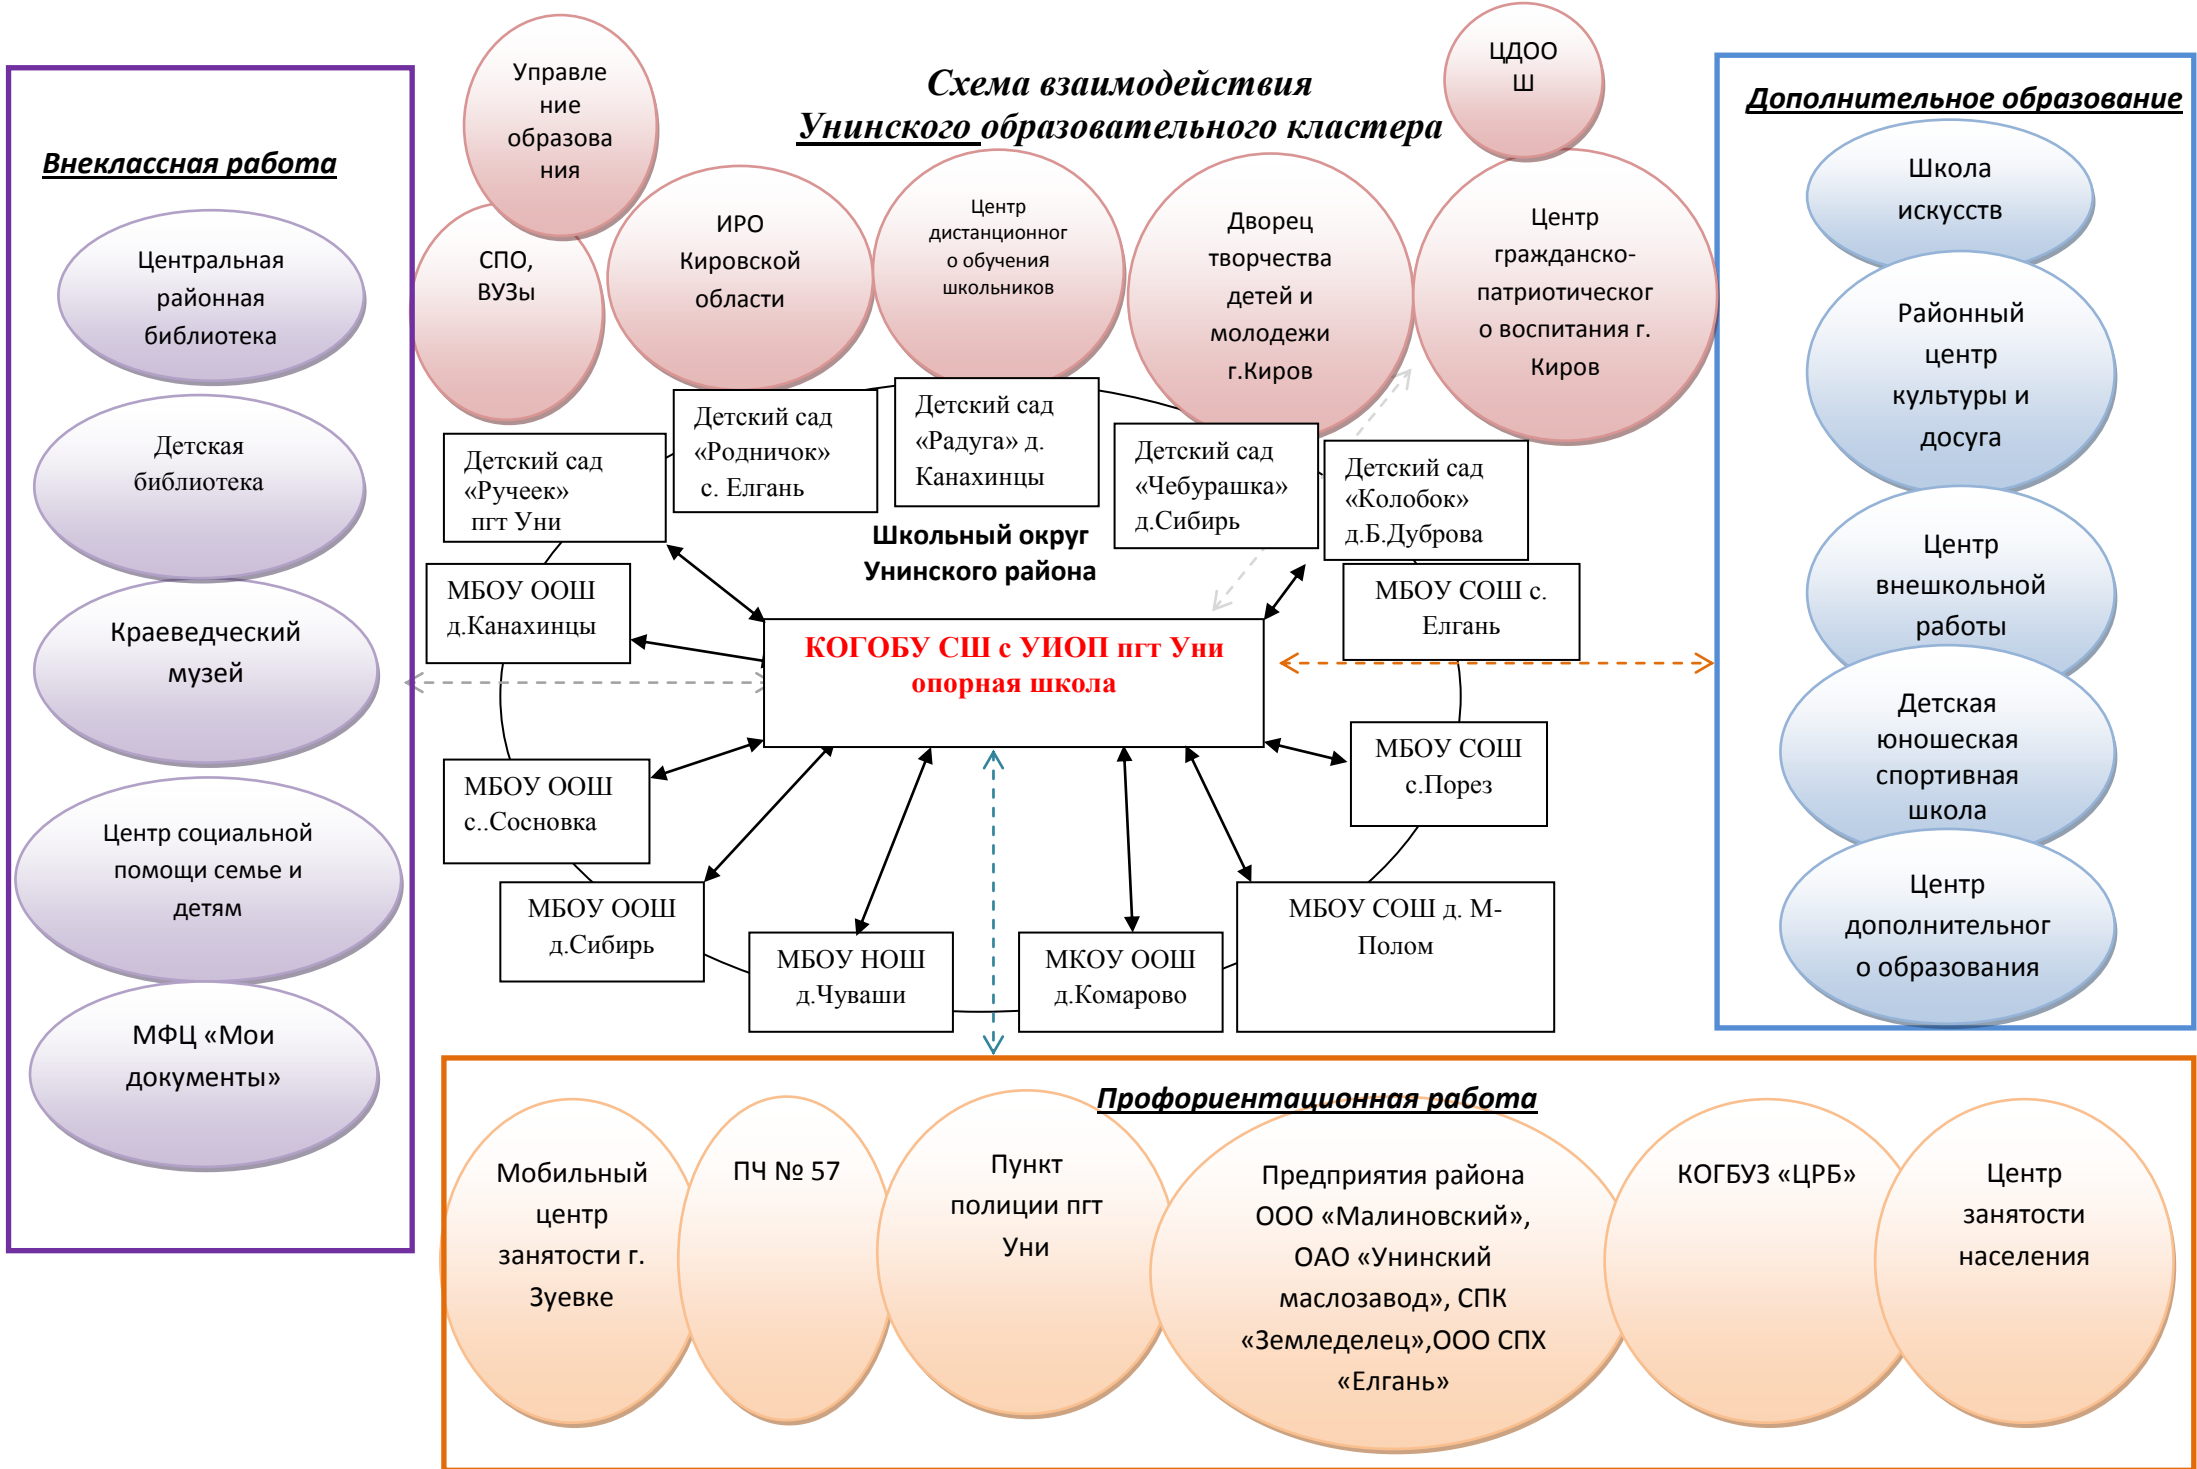 Схема взаимодействия
Унинского образовательного кластера
Внеклассная работа
Центральная
районная
библиотека
Детская
библиотека
Краеведческий
музей
Центр социальной
помощи семье и
детям
МФЦ «Мои
документы»
Управле
ние
образова
ния
СПО,
ВУЗы
ИРО
Кировской
области
Центр
дистанционног
о обучения
школьников
Дворец
творчества
детей и
молодежи
г.Киров
ЦДОО
Ш
Центр
гражданско-
патриотическог
о воспитания г.
Киров
Дополнительное образование
Школа
искусств
Районный
центр
культуры и
досуга
Центр
внешкольной
работы
Детская
юношеская
спортивная
школа
Центр
дополнительног
о образования
Детский сад
«Ручеек»
пгт Уни
Детский сад
«Родничок»
с. Елгань
Детский сад
«Радуга» д.
Канахинцы
Детский сад
«Чебурашка»
д.Сибирь
Детский сад
«Колобок»
д.Б.Дуброва
Школьный округ
Унинского района
МБОУ ООШ
д.Канахинцы
КОГОБУ СШ с УИОП пгт Уни
опорная школа
МБОУ СОШ с.
Елгань
МБОУ ООШ
с..Сосновка
МБОУ СОШ
с.Порез
МБОУ ООШ
д.Сибирь
МБОУ НОШ
д.Чуваши
МКОУ ООШ
д.Комарово
МБОУ СОШ д. М-
Полом
Профориентационная работа
Мобильный
центр
занятости г.
Зуевке
ПЧ № 57
Пункт
полиции пгт
Уни
Предприятия района
ООО «Малиновский»,
ОАО «Унинский
маслозавод», СПК
«Земледелец»,ООО СПХ
«Елгань»
КОГБУЗ «ЦРБ»
Центр
занятости
населения